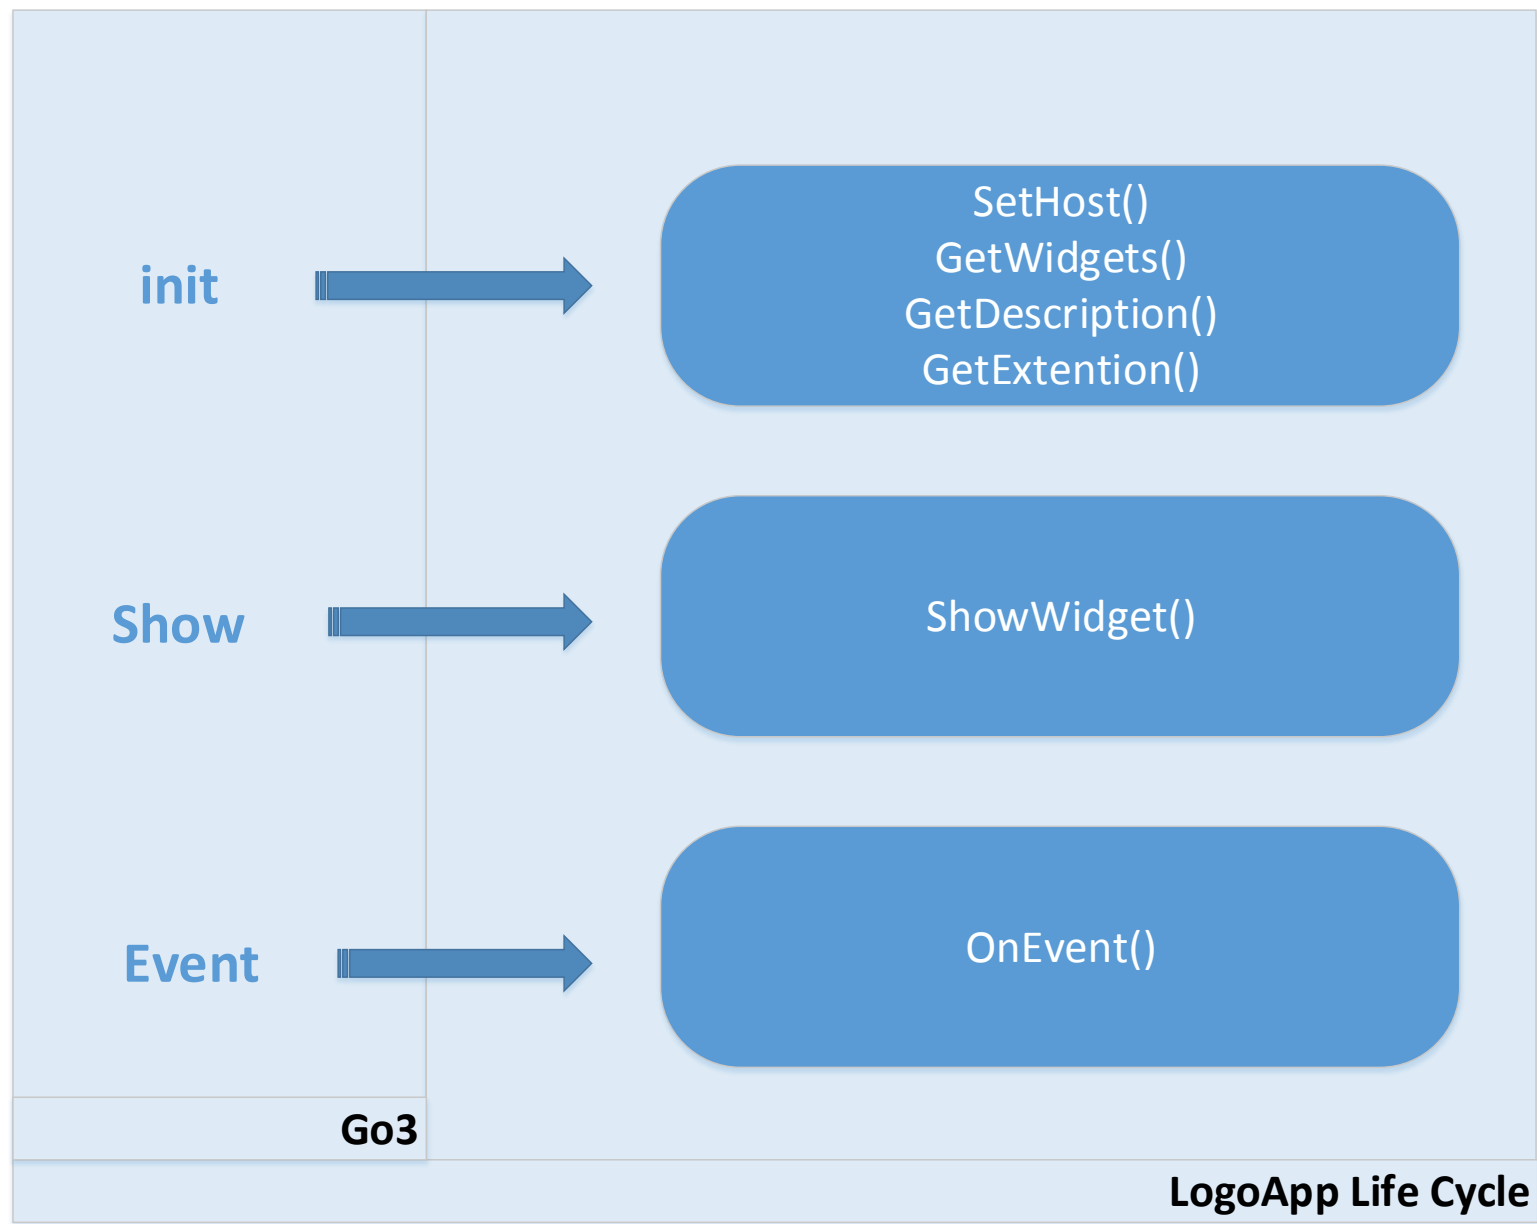 init
SetHost()
GetWidgets()
GetDescription()
GetExtention()
Show
ShowWidget()
Event
OnEvent()
Go3
LogoApp Life Cycle